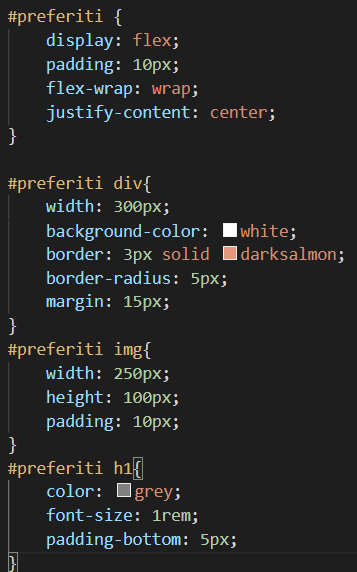 #preferiti {
    display: flex;
    padding: 10px;
    flex-wrap: wrap;
    justify-content: center;
}

#preferiti div{
    width: 300px;
    background-color: white;
    border: 3px solid darksalmon;
    border-radius: 5px;
    margin: 15px;
}
#preferiti img{
    width: 250px;
    height: 100px;
    padding: 10px;
}
#preferiti h1{
    color: grey;
    font-size: 1rem;
    padding-bottom: 5px;
}